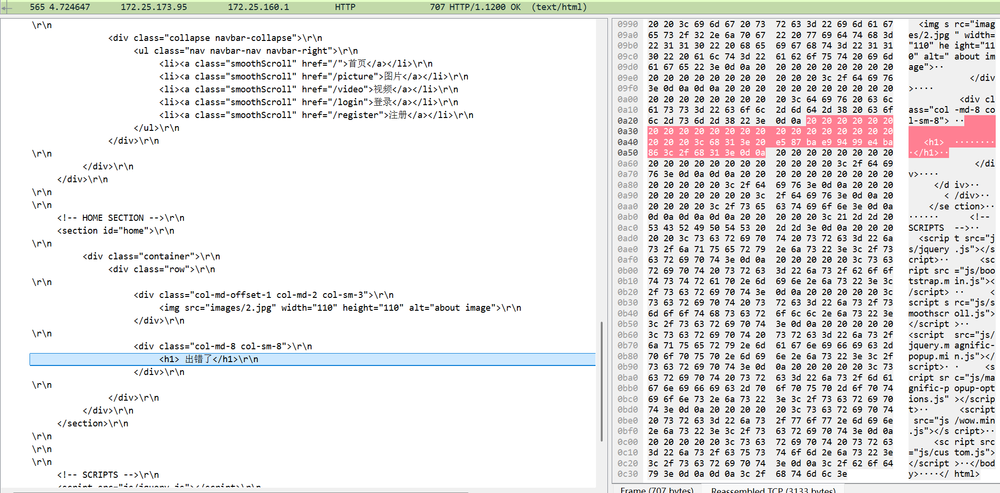 565 4.724647 172.25.173.95 172.25.160.1 HTTP 707 HTTP/1.1200 OK (text/html)
\r\n
<div class="collapse navbar-collapse">\r\n
<ul class="nav navbar-nav navbar-right">\r\n
<li><a class="smoothScroll" href="/">首页</a></li>\r\n
<li><a class="smoothScroll" href="/picture">图片</a></li>\r\n
<li><a class="smoothScroll" href="/video">视频</a></li>\r\n
<li><a class="smoothScroll" href="/login">登录</a></li>\r\n
<li><a class="smoothScroll" href="/register">注册</a></li>\r\n
</ul>\r\n
</div>\r\n
\r\n
</div>\r\n
</div>\r\n
\r\n
\r\n
<!-- HOME SECTION -->\r\n
<section id="home">\r\n
\r\n
<div class="container">\r\n
<div class="row">\r\n
\r\n
<div class="col-md-offset-1 col-md-2 col-sm-3">\r\n
<img src="images/2.jpg" width="110" height="110" alt="about image">\r\n
</div>\r\n
\r\n
<div class="col-md-8 col-sm-8">\r\n
<h1> 出错了</h1>\r\n
</div>\r\n
\r\n
</div>\r\n
</div>\r\n
</section>\r\n
\r\n
\r\n
\r\n
<!-- SCRIPTS -->\r\n
<script src="js/jquery.js"></script>\r\n
0990 20 20 3c 69 6d 67 20 73 72 63 3d 22 69 6d 61 67 <img s rc="imag
09a0 65 73 2f 32 2e 6a 70 67 22 20 77 69 64 74 68 3d es/2.jpg " width=
09b0 22 31 31 30 22 20 68 65 69 67 68 74 3d 22 31 31 "110" he ight="11
09c0 30 22 20 61 6c 74 3d 22 61 62 6f 75 74 20 69 6d 0" alt=" about im
09d0 61 67 65 22 3e 0d 0a 20 20 20 20 20 20 20 20 20 age">··
09e0 20 20 20 20 20 20 20 20 20 20 20 3c 2f 64 69 76 </div
09f0 3e 0d 0a 0d 0a 20 20 20 20 20 20 20 20 20 20 20 >····
0a00 20 20 20 20 20 20 20 20 20 3c 64 69 76 20 63 6c <div cl
0a10 61 73 73 3d 22 63 6f 6c 2d 6d 64 2d 38 20 63 6f ass="col -md-8 co
0a20 6c 2d 73 6d 2d 38 22 3e 0d 0a 20 20 20 20 20 20 l-sm-8"> ··
0a30 20 20 20 20 20 20 20 20 20 20 20 20 20 20 20 20
0a40 20 20 20 3c 68 31 3e 20 e5 87 ba e9 94 99 e4 ba <h1> ········
0a50 86 3c 2f 68 31 3e 0d 0a 20 20 20 20 20 20 20 20 ·</h1>··
0a60 20 20 20 20 20 20 20 20 20 20 20 20 3c 2f 64 69 </di
0a70 76 3e 0d 0a 0d 0a 20 20 20 20 20 20 20 20 20 20 v>····
0a80 20 20 20 20 20 3c 2f 64 69 76 3e 0d 0a 20 20 20 </d iv>··
0a90 20 20 20 20 20 20 20 3c 2f 64 69 76 3e 0d 0a 20 < /div>··
0aa0 20 20 20 20 3c 2f 73 65 63 74 69 6f 6e 3e 0d 0a </se ction>··
0ab0 0d 0a 0d 0a 0d 0a 20 20 20 20 20 3c 21 2d 2d 20 ······ <!--
0ac0 53 43 52 49 50 54 53 20 2d 2d 3e 0d 0a 20 20 20 SCRIPTS -->··
0ad0 20 20 3c 73 63 72 69 70 74 20 73 72 63 3d 22 6a <scrip t src="j
0ae0 73 2f 6a 71 75 65 72 79 2e 6a 73 22 3e 3c 2f 73 s/jquery .js"></s
0af0 63 72 69 70 74 3e 0d 0a 20 20 20 20 20 3c 73 63 cript>·· <sc
0b00 72 69 70 74 20 73 72 63 3d 22 6a 73 2f 62 6f 6f ript src ="js/boo
0b10 74 73 74 72 61 70 2e 6d 69 6e 2e 6a 73 22 3e 3c tstrap.m in.js"><
0b20 2f 73 63 72 69 70 74 3e 0d 0a 20 20 20 20 20 3c /script> ·· <
0b30 73 63 72 69 70 74 20 73 72 63 3d 22 6a 73 2f 73 script s rc="js/s
0b40 6d 6f 6f 74 68 73 63 72 6f 6c 6c 2e 6a 73 22 3e moothscr oll.js">
0b50 3c 2f 73 63 72 69 70 74 3e 0d 0a 20 20 20 20 20 </script >··
0b60 3c 73 63 72 69 70 74 20 73 72 63 3d 22 6a 73 2f <script src="js/
0b70 6a 71 75 65 72 79 2e 6d 61 67 6e 69 66 69 63 2d jquery.m agnific-
0b80 70 6f 70 75 70 2e 6d 69 6e 2e 6a 73 22 3e 3c 2f popup.mi n.js"></
0b90 73 63 72 69 70 74 3e 0d 0a 20 20 20 20 20 3c 73 script>· · <s
0ba0 63 72 69 70 74 20 73 72 63 3d 22 6a 73 2f 6d 61 cript sr c="js/ma
0bb0 67 6e 69 66 69 63 2d 70 6f 70 75 70 2d 6f 70 74 gnific-p opup-opt
0bc0 69 6f 6e 73 2e 6a 73 22 3e 3c 2f 73 63 72 69 70 ions.js" ></scrip
0bd0 74 3e 0d 0a 20 20 20 20 20 3c 73 63 72 69 70 74 t>·· <script
0be0 20 73 72 63 3d 22 6a 73 2f 77 6f 77 2e 6d 69 6e src="js /wow.min
0bf0 2e 6a 73 22 3e 3c 2f 73 63 72 69 70 74 3e 0d 0a .js"></s cript>··
0c00 20 20 20 20 20 3c 73 63 72 69 70 74 20 73 72 63 <sc ript src
0c10 3d 22 6a 73 2f 63 75 73 74 6f 6d 2e 6a 73 22 3e ="js/cus tom.js">
0c20 3c 2f 73 63 72 69 70 74 3e 0d 0a 3c 2f 62 6f 64 </script >··</bod
0c30 79 3e 0d 0a 0d 0a 3c 2f 68 74 6d 6c 3e y>····</ html>
Frame (707 bytes) Reassembled TCP (3133 bytes)